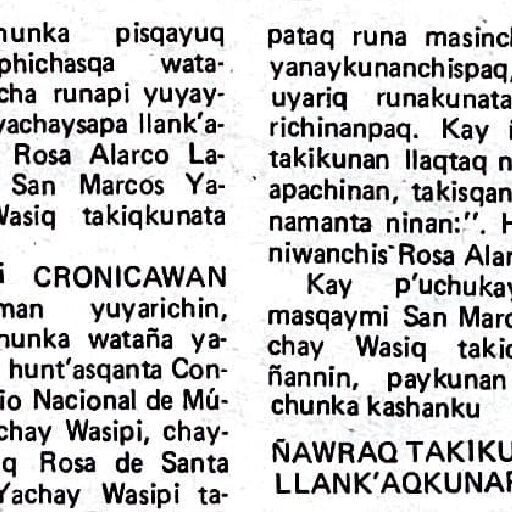 hunka pisqayuq
phichasqa wata-
cha runapi yuyay-
yachaysapa llank'a-
Rosa Alarco La-
San Marcos Ya-
Wasiq takiqkunata
i CRONICAWAN
man yuyarichin,
hunka wataña ya-
hunt'asqanta Con-
io Nacional de Mú-
chay Wasipi, chay-
q Rosa de Santa
Yachay Wasipi ta-
pataq runa masinch
yanaykunanchispaq,
uyariq runakunata
richinanpaq. Kay
takikunan llaqtaq
apachinan, takisqan
namanta ninan:". H
niwanchis Rosa Alar
Kay p'uchukay
masqaymi San Marc
chay Wasiq takiq
ñannin, paykunan
chunka kashanku
ÑAWRAQ TAKIKU
LLANK'AQKUNAP